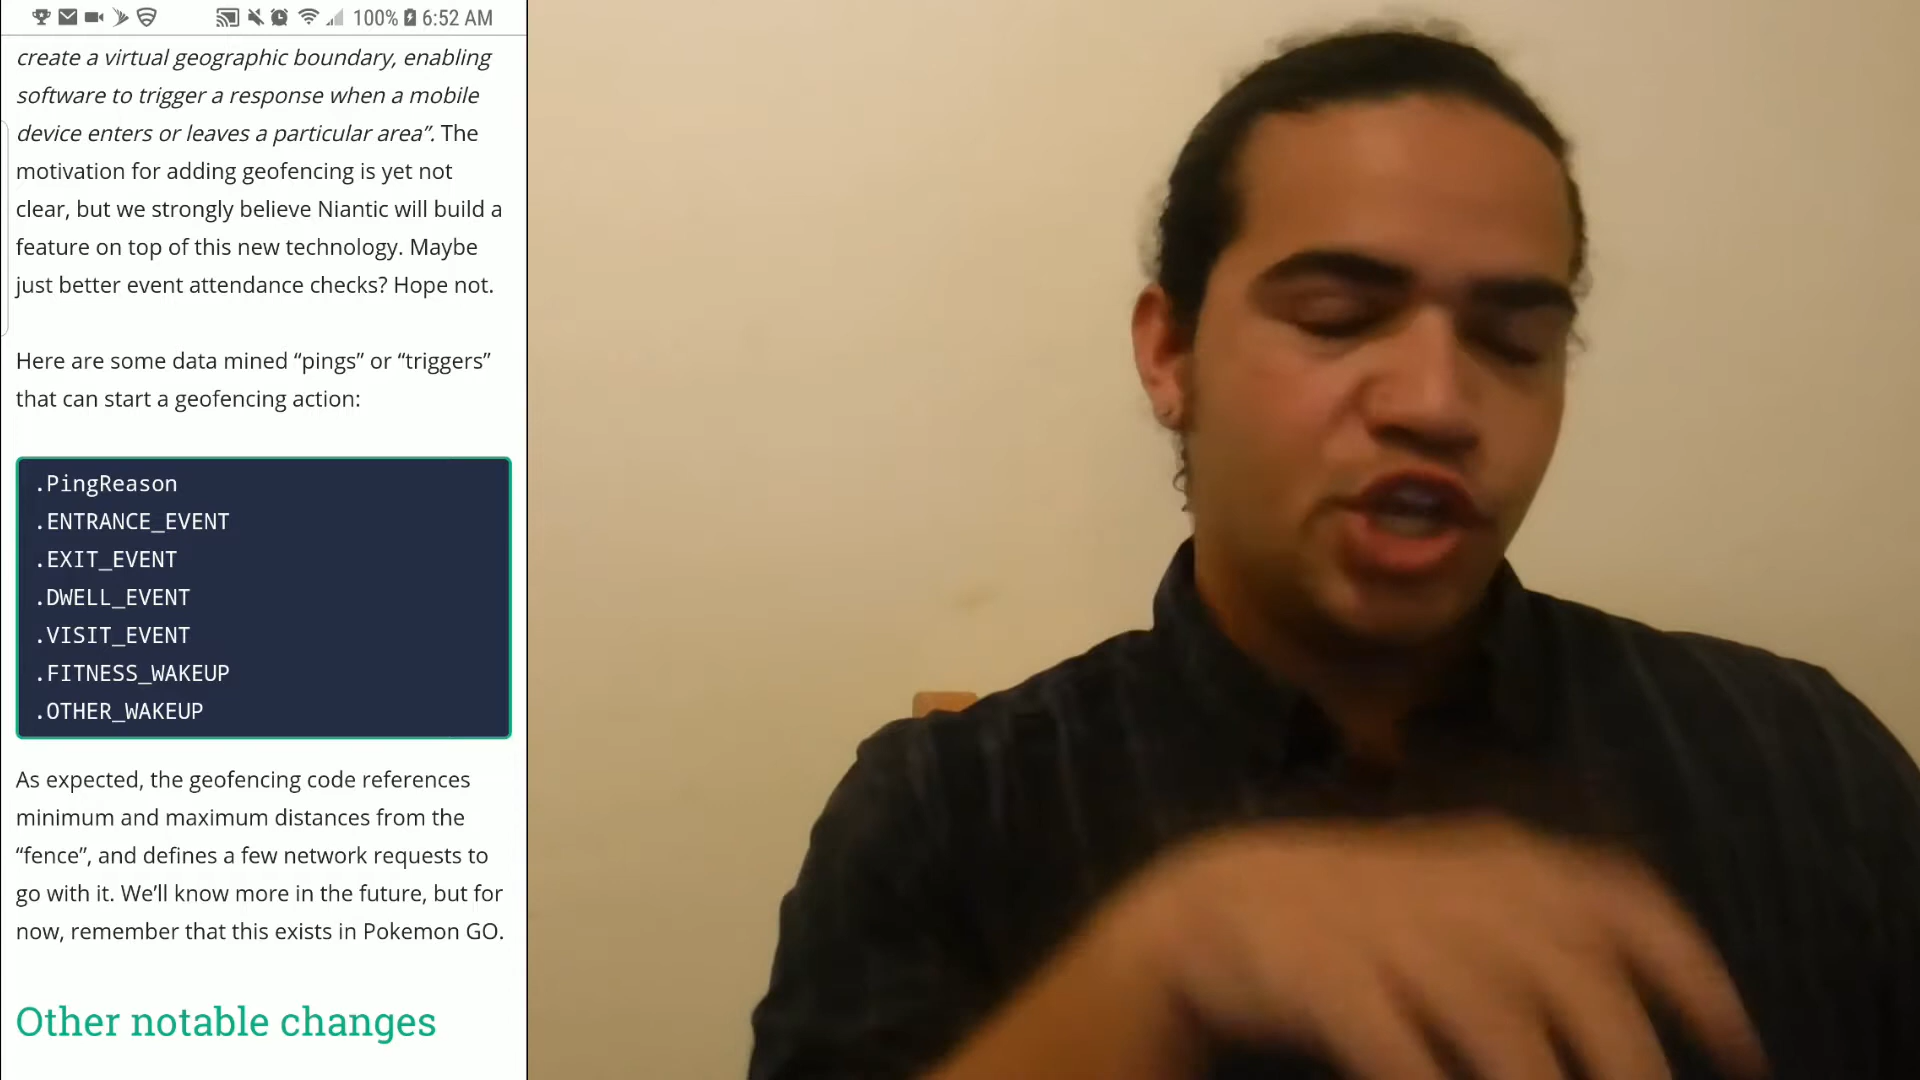 100% 6:52 AM
create a virtual geographic boundary, enabling
software to trigger a response when a mobile
device enters or leaves a particular area”. The
motivation for adding geofencing is yet not
clear, but we strongly believe Niantic will build a
feature on top of this new technology. Maybe
just better event attendance checks? Hope not.
Here are some data mined “pings” or “triggers”
that can start a geofencing action:
.PingReason
.ENTRANCE_EVENT
.EXIT_EVENT
.DWELL_EVENT
.VISIT_EVENT
.FITNESS_WAKEUP
.OTHER_WAKEUP
As expected, the geofencing code references
minimum and maximum distances from the
“fence”, and defines a few network requests to
go with it. We’ll know more in the future, but for
now, remember that this exists in Pokemon GO.
Other notable changes